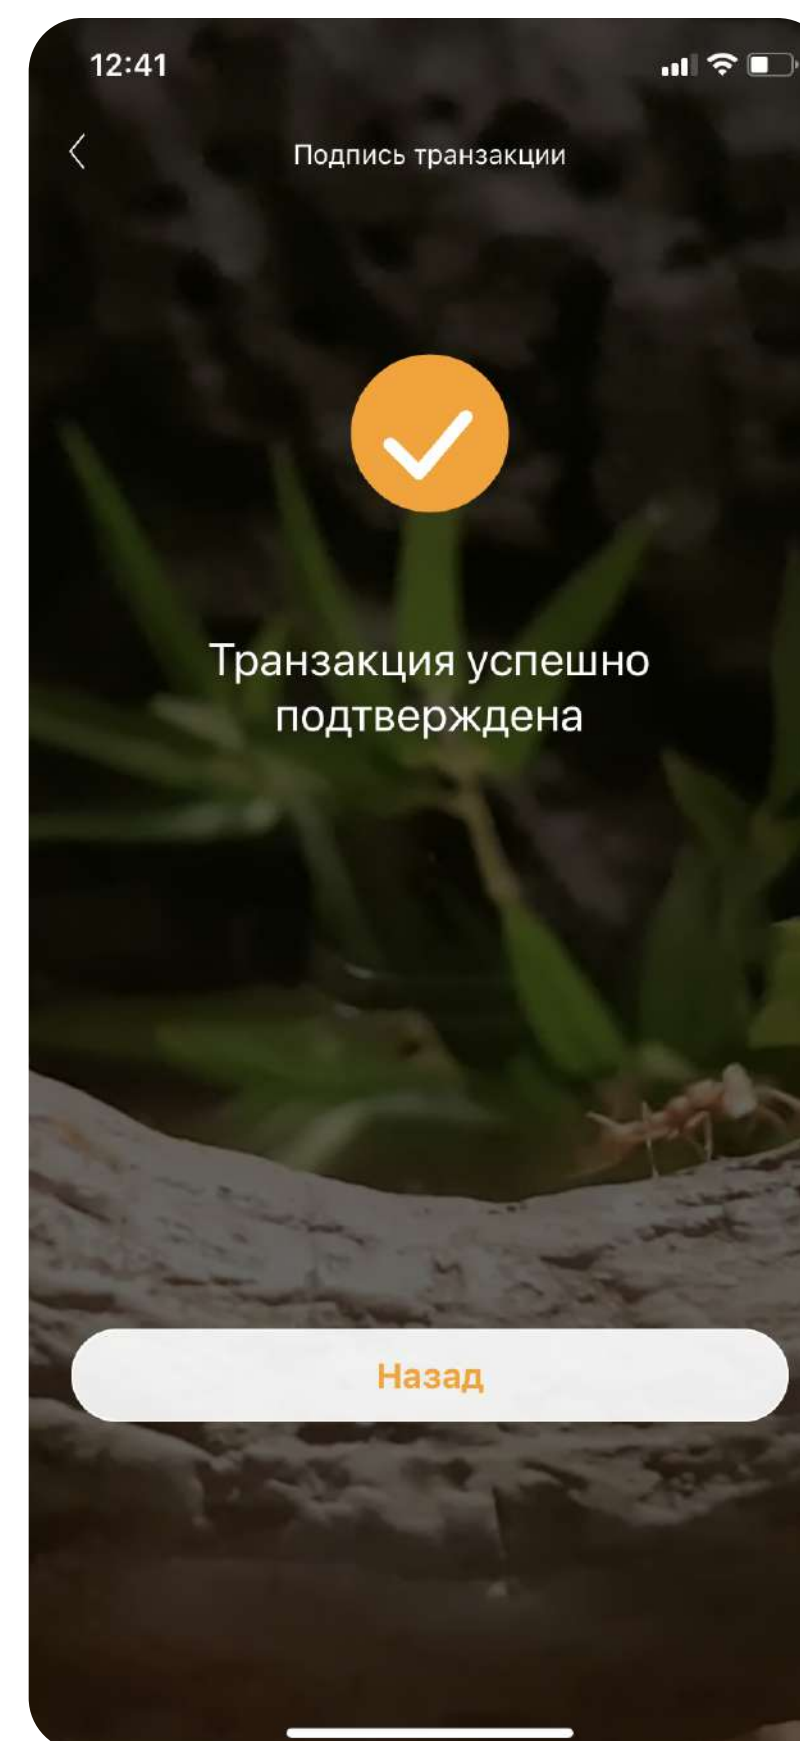 12:41
Подпись транзакции
Транзакция успешно
подтверждена
Назад